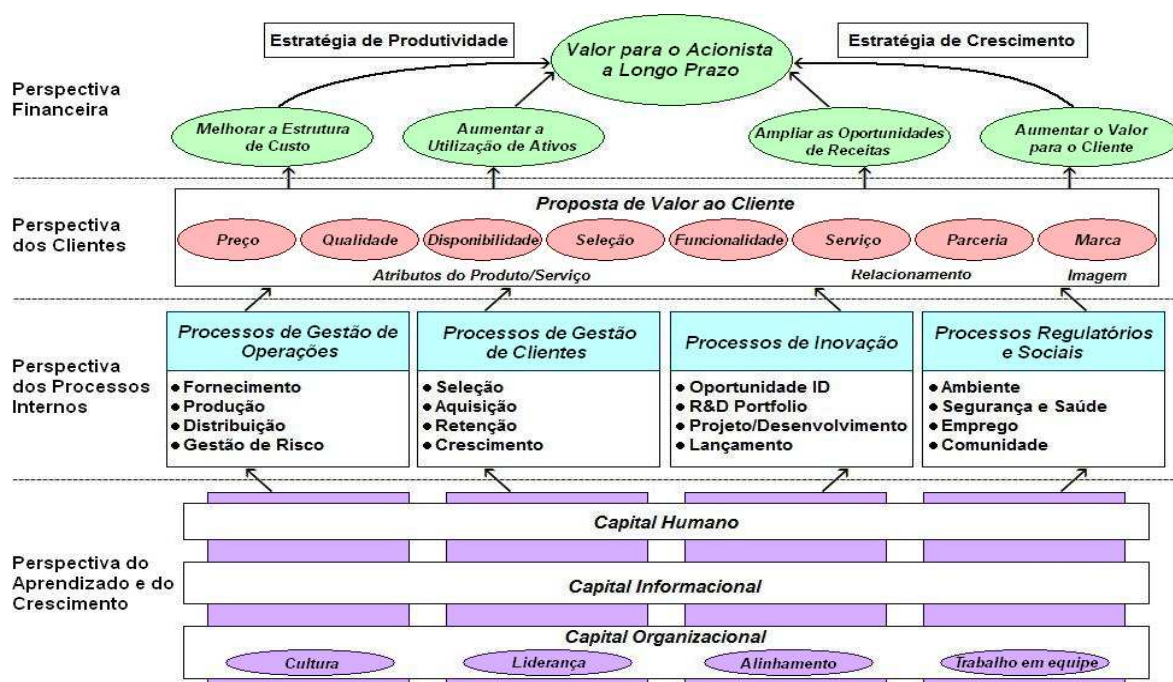 Estratégia de Produtividade
Valor para o Acionista
a Longo Prazo
Estratégia de Crescimento
Perspectiva
Financeira
Melhorar a Estrutura
de Custo
Aumentar a
Utilização de Ativos
Ampliar as Oportunidades
de Receitas
Aumentar o Valor
para o Cliente
Perspectiva
dos Clientes
Proposta de Valor ao Cliente
Preço
Qualidade
Disponibilidade
Seleção
Funcionalidade
Serviço
Parceria
Marca
Atributos do Produto/Serviço
Relacionamento
Imagem
Perspectiva
dos Processos
Internos
Processos de Gestão de
Operações
• Fornecimento
• Produção
• Distribuição
• Gestão de Risco
Processos de Gestão
de Clientes
• Seleção
• Aquisição
• Retenção
• Crescimento
Processos de Inovação
• Oportunidade ID
• R&D Portfolio
• Projeto/Desenvolvimento
• Lançamento
Processos Regulatórios
e Sociais
• Ambiente
• Segurança e Saúde
• Emprego
• Comunidade
Perspectiva do
Aprendizado e do
Crescimento
Capital Humano
Capital Informacional
Capital Organizacional
Cultura
Liderança
Alinhamento
Trabalho em equipe